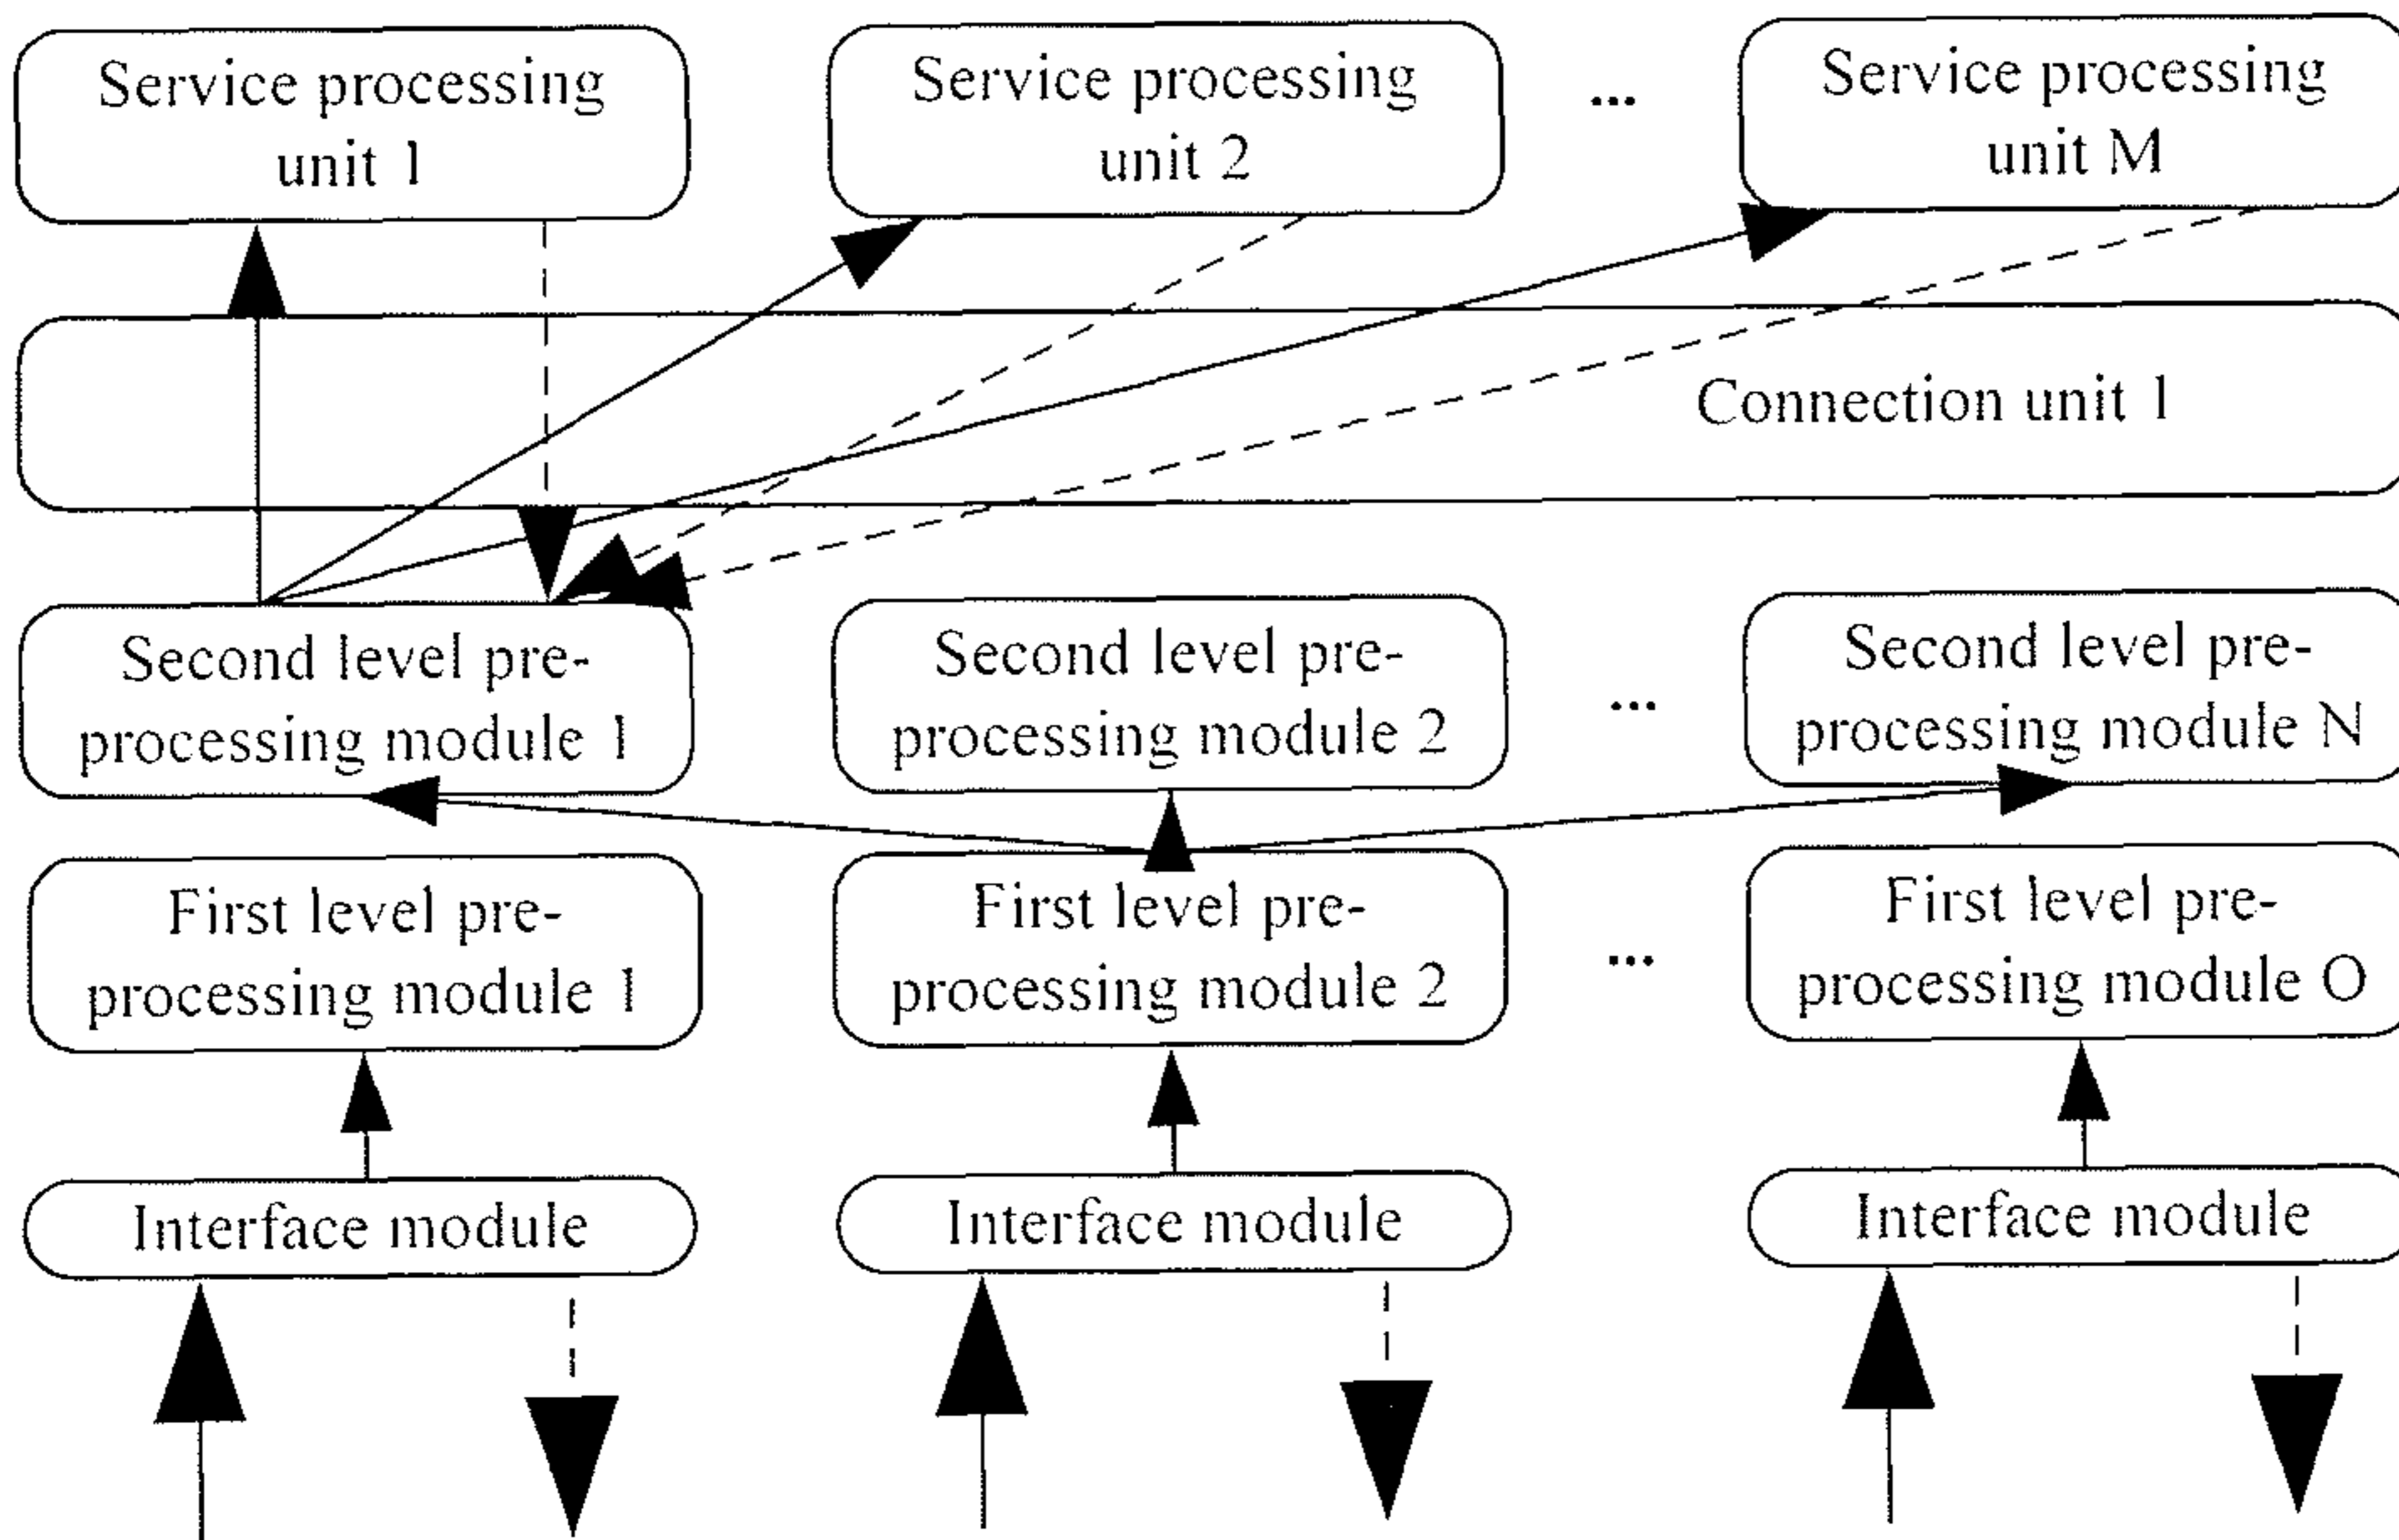 Service processing
unit 1
Service processing
unit 2
...
Service processing
unit M
Connection unit 1
Second level pre-
processing module 1
Second level pre-
processing module 2
...
Second level pre-
processing module N
First level pre-
processing module 1
First level pre-
processing module 2
...
First level pre-
processing module O
Interface module
Interface module
Interface module